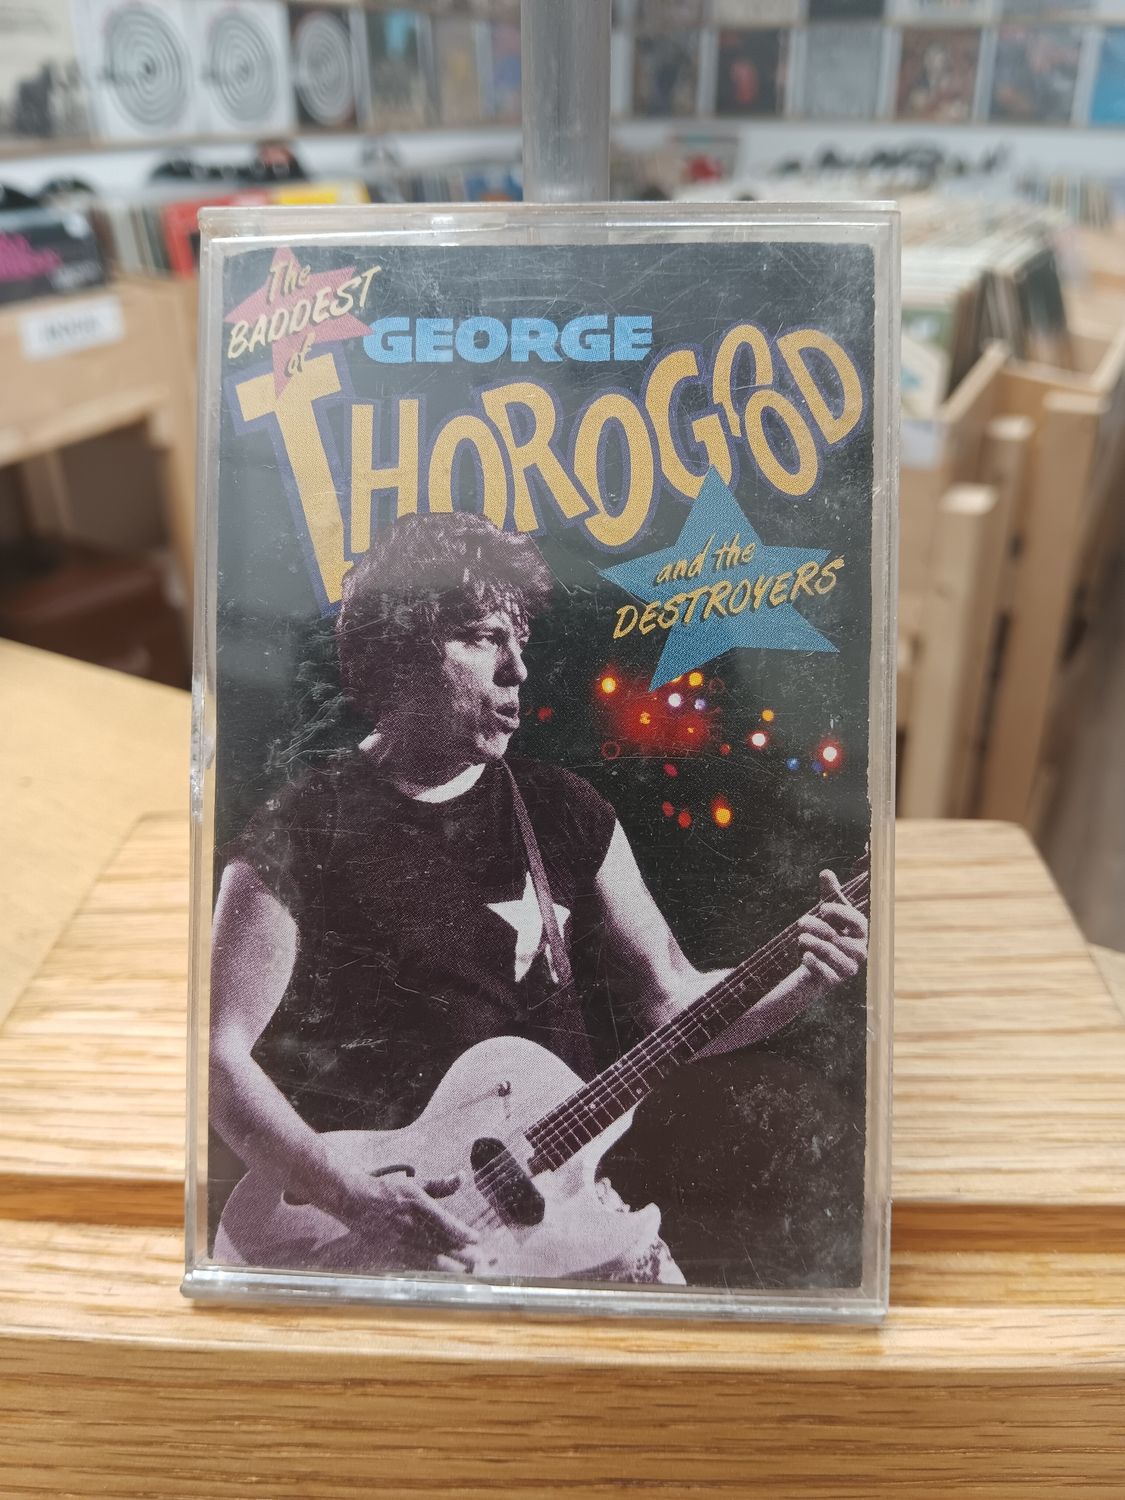 The
BADDEST
of
GEORGE
THOROGOOD
and the
DESTROYERS